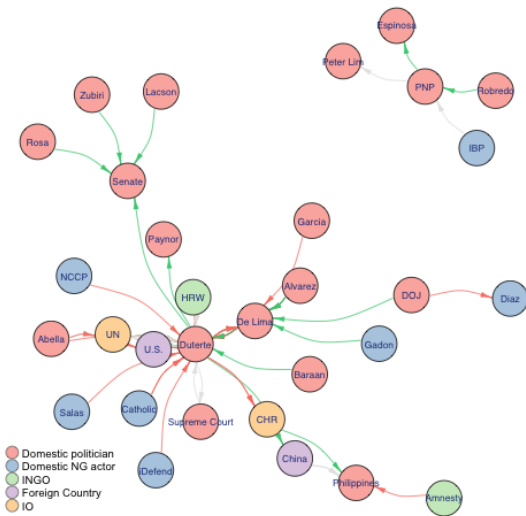 Espinosa
Peter Lim
PNP
Robredo
IBP
Zubiri
Lacson
Rosa
Senate
Garcia
Paynor
NCCP
HRW
Alvarez
DOJ
Diaz
De Lima
Abella
UN
U.S.
Duterte
Gadon
Baraan
Salas
Catholic
Supreme Court
CHR
iDefend
China
Philippines
Amnesty
Domestic politician
Domestic NG actor
INGO
Foreign Country
IO